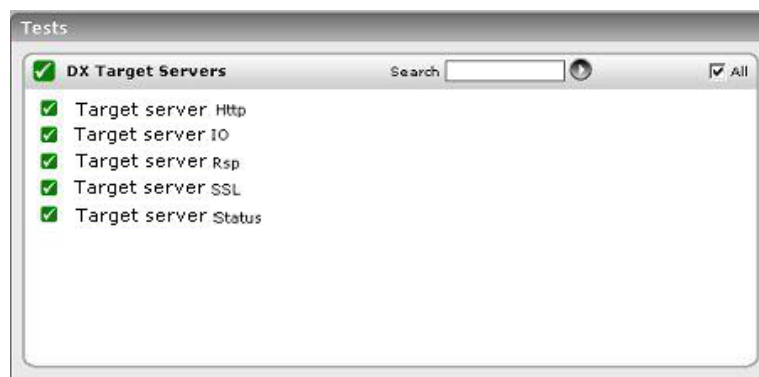 Tests
DX Target Servers Search All
Target server Http
Target server IO
Target server Rsp
Target server SSL
Target server Status